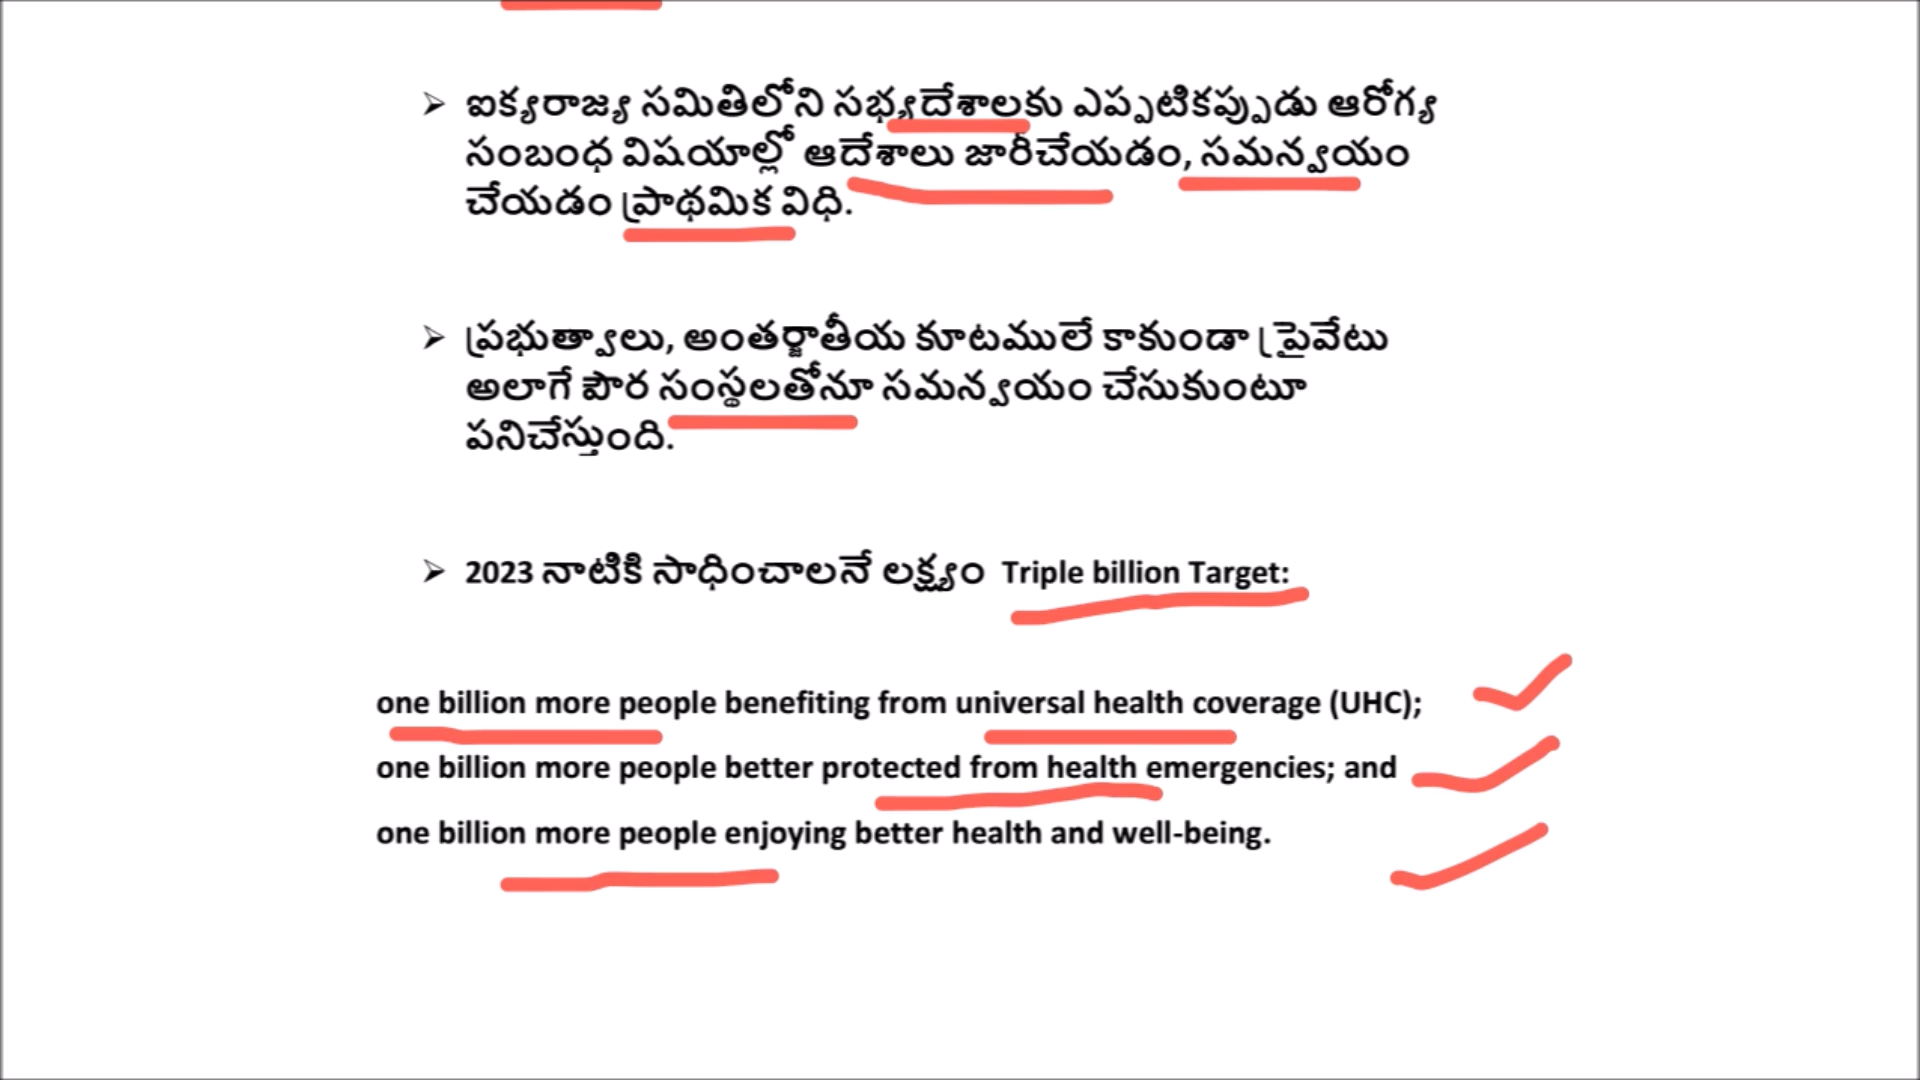 ఐక్యరాజ్య సమితిలోని సభ్యదేశాలకు ఎప్పటికప్పుడు ఆరోగ్య
సంబంధ విషయాల్లో ఆదేశాలు జారీచేయడం, సమన్వయం
చేయడం ప్రాథమిక విధి.
ప్రభుత్వాలు, అంతర్జాతీయ కూటములే కాకుండా ప్రైవేటు
అలాగే పౌర సంస్థలతోనూ సమన్వయం చేసుకుంటూ
పనిచేస్తుంది.
2023 నాటికి సాధించాలనే లక్ష్యం Triple billion Target:
one billion more people benefiting from universal health coverage (UHC);
one billion more people better protected from health emergencies; and
one billion more people enjoying better health and well-being.